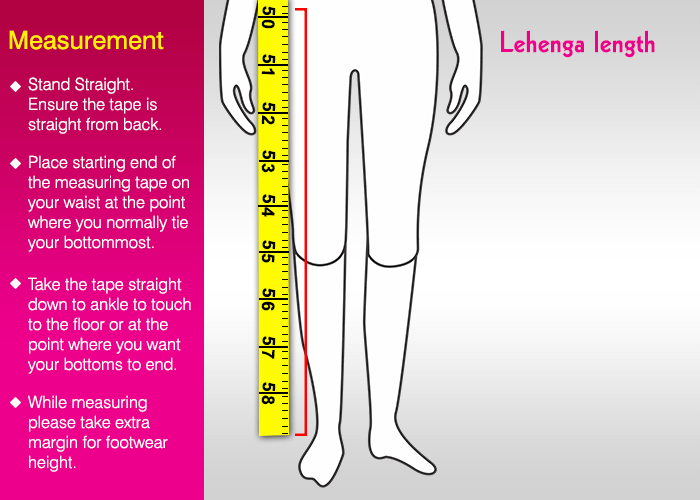 Measurement
Stand Straight.
Ensure the tape is
straight from back.
Place starting end of
the measuring tape on
your waist at the point
where you normally tie
your bottommost.
Take the tape straight
down to ankle to touch
to the floor or at the
point where you want
your bottoms to end.
While measuring
please take extra
margin for footwear
height.
50
51
52
53
54
55
56
57
58
Lehenga length